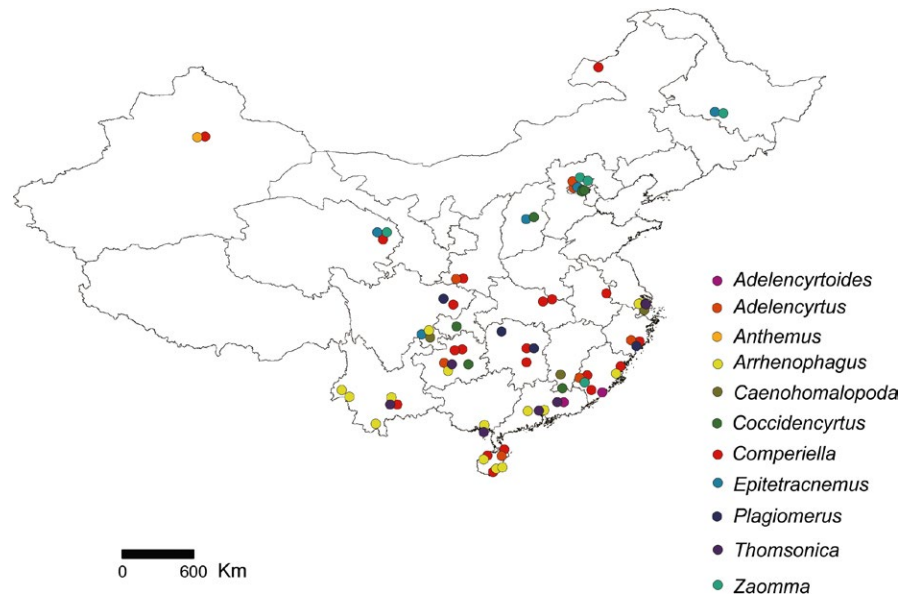 Adelencyrtoides
Adelencyrtus
Anthemus
Arrhenophagus
Caenohomalopoda
Coccidencyrtus
Comperiella
Epitetracnemus
Plagiomerus
Thomsonica
Zaomma
0 600 Km